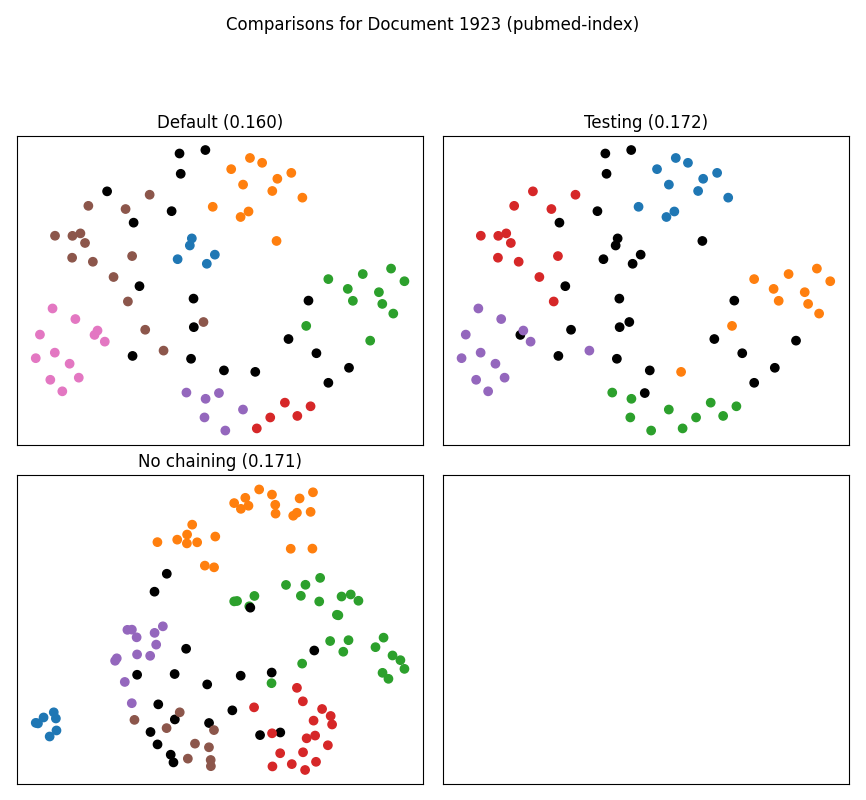 Comparisons for Document 1923 (pubmed-index)
Default (0.160)
Testing (0.172)
No chaining (0.171)